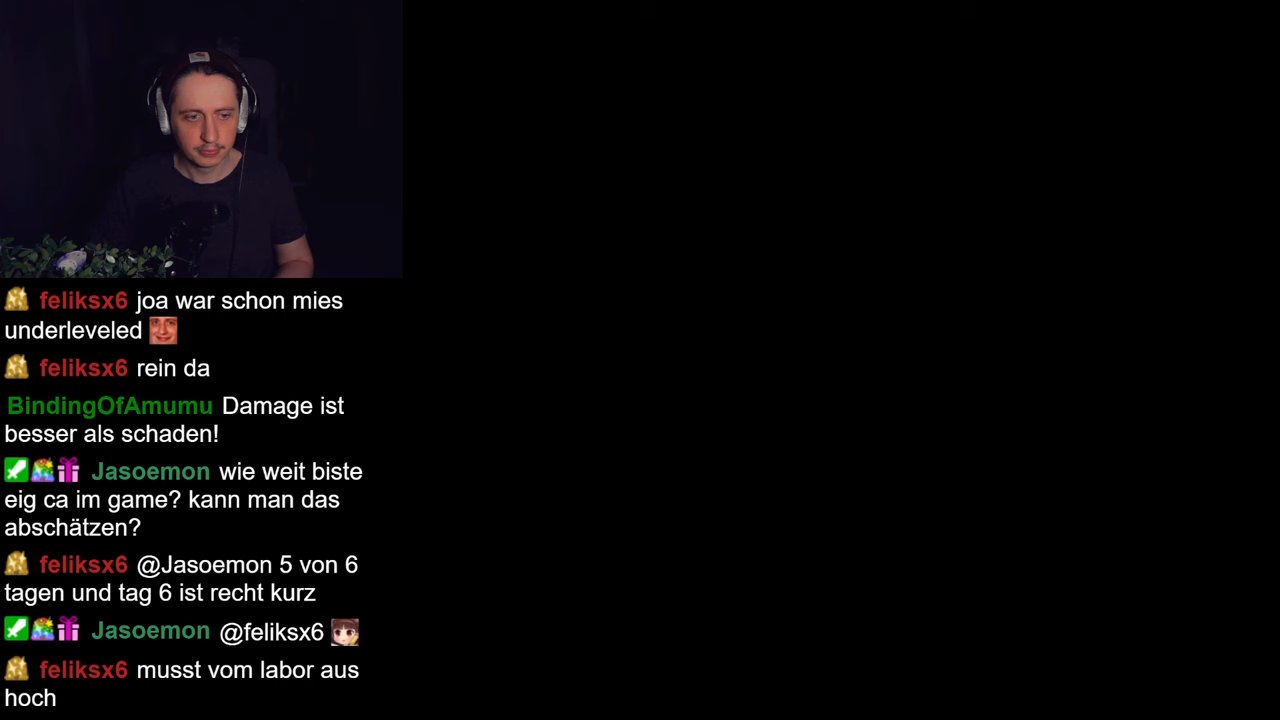 feliksx6 joa war schon mies
underleveled
feliksx6 rein da
BindingOfAmumu Damage ist
besser als schaden!
Jasoemon wie weit biste
eig ca im game? kann man das
abschätzen?
feliksx6 @Jasoemon 5 von 6
tagen und tag 6 ist recht kurz
Jasoemon @feliksx6
feliksx6 musst vom labor aus
hoch